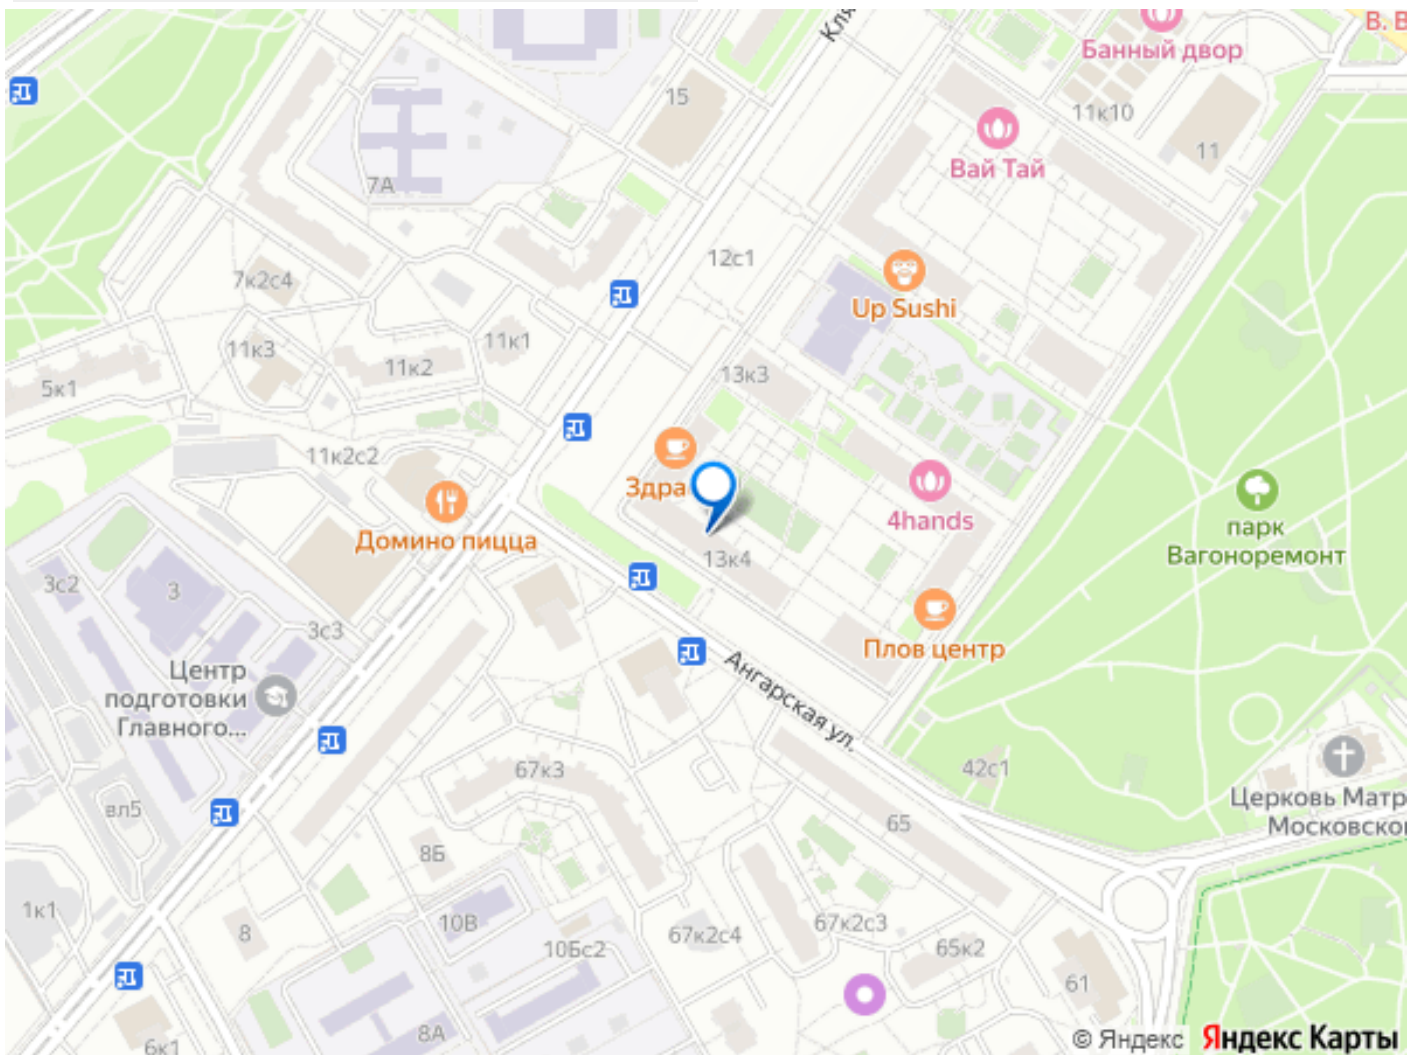 Кля
В. В
Банный двор
15
11к10
11
Вай Тай
7А
12с1
7к2с4
Up Sushi
11к1
11к3
11к2
13к3
5к1
11к2с2
Здра
4hands
парк
Вагоноремонт
Домино пицца
13к4
3с2
3
3с3
Плов центр
Центр
подготовки
Главного...
Ангарская ул.
67к3
42с1
Церковь Матр
Московско
вл5
65
8Б
1к1
8
10В
10Бс2
67к2с4
67к2с3
65к2
61
8А
6к1
© Яндекс Яндекс Карты